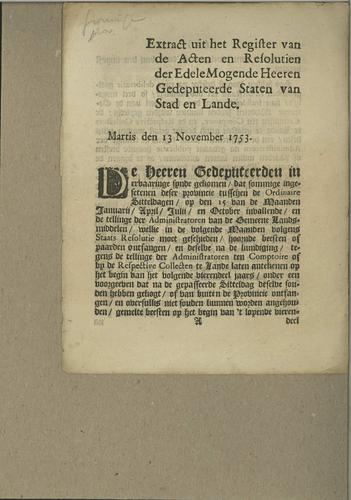 Extract uit het Register van
de Acten en Resolutien
der Edele Mogende Heeren
Gedeputeerde Staten van
Stad en Lande.
Martis den 13 November 1753.
De Heeren Gedeputeerden in
ervaaringe zynde gekomen / dat sommige inge-
setenen deser provincie tusschen de Ordinaire
Zitteldagen / op den 15 van de Maanden
Januarii / April / Julii / en October invallende / en
de tellinge der Administratoren van de Gemeene Lands-
middelen / welke in de volgende Maanden volgens
Staats Resolutie moet geschieden / hoornde beesten of
paarden ontfangen / en deselve na de kundiging / te-
gens de tellinge der Administratoren ten Comptoire of
by de Respective Collecten te Lande laten aentekenen op
het begin van het volgende vierendeel jaars / onder een
voorgeven dat na de gepasseerde Zitteldag deselve sou-
den hebben gekogt / of van buiten de Provincie ontfan-
gen / en oversulks niet souden kunnen worden angehou-
den / gemelte beesten op het begin van 't lopende vieren-
A deel